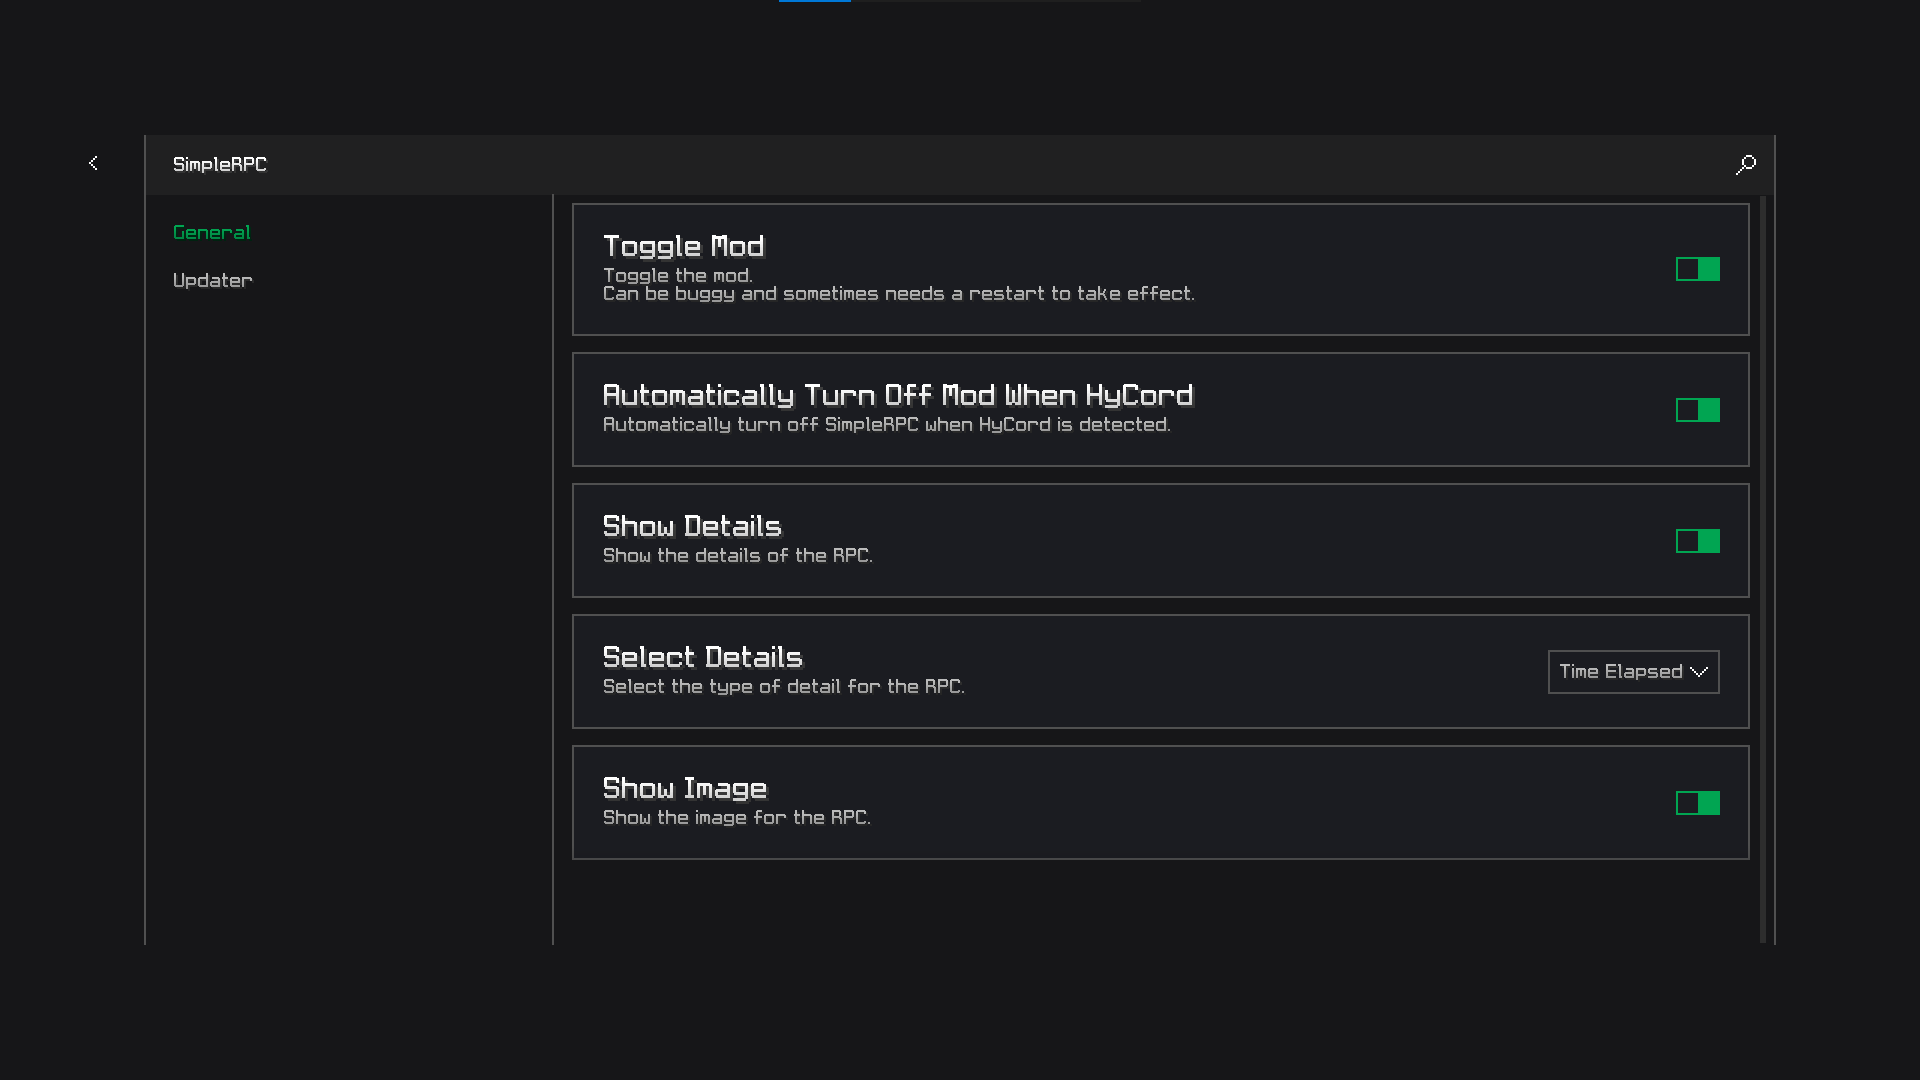 SimpleRPC
General
Updater
Toggle Mod
Toggle the mod.
Can be buggy and sometimes needs a restart to take effect.
Automatically Turn Off Mod When HyCord
Automatically turn off SimpleRPC when HyCord is detected.
Show Details
Show the details of the RPC.
Select Details
Select the type of detail for the RPC.
Time Elapsed
Show Image
Show the image for the RPC.